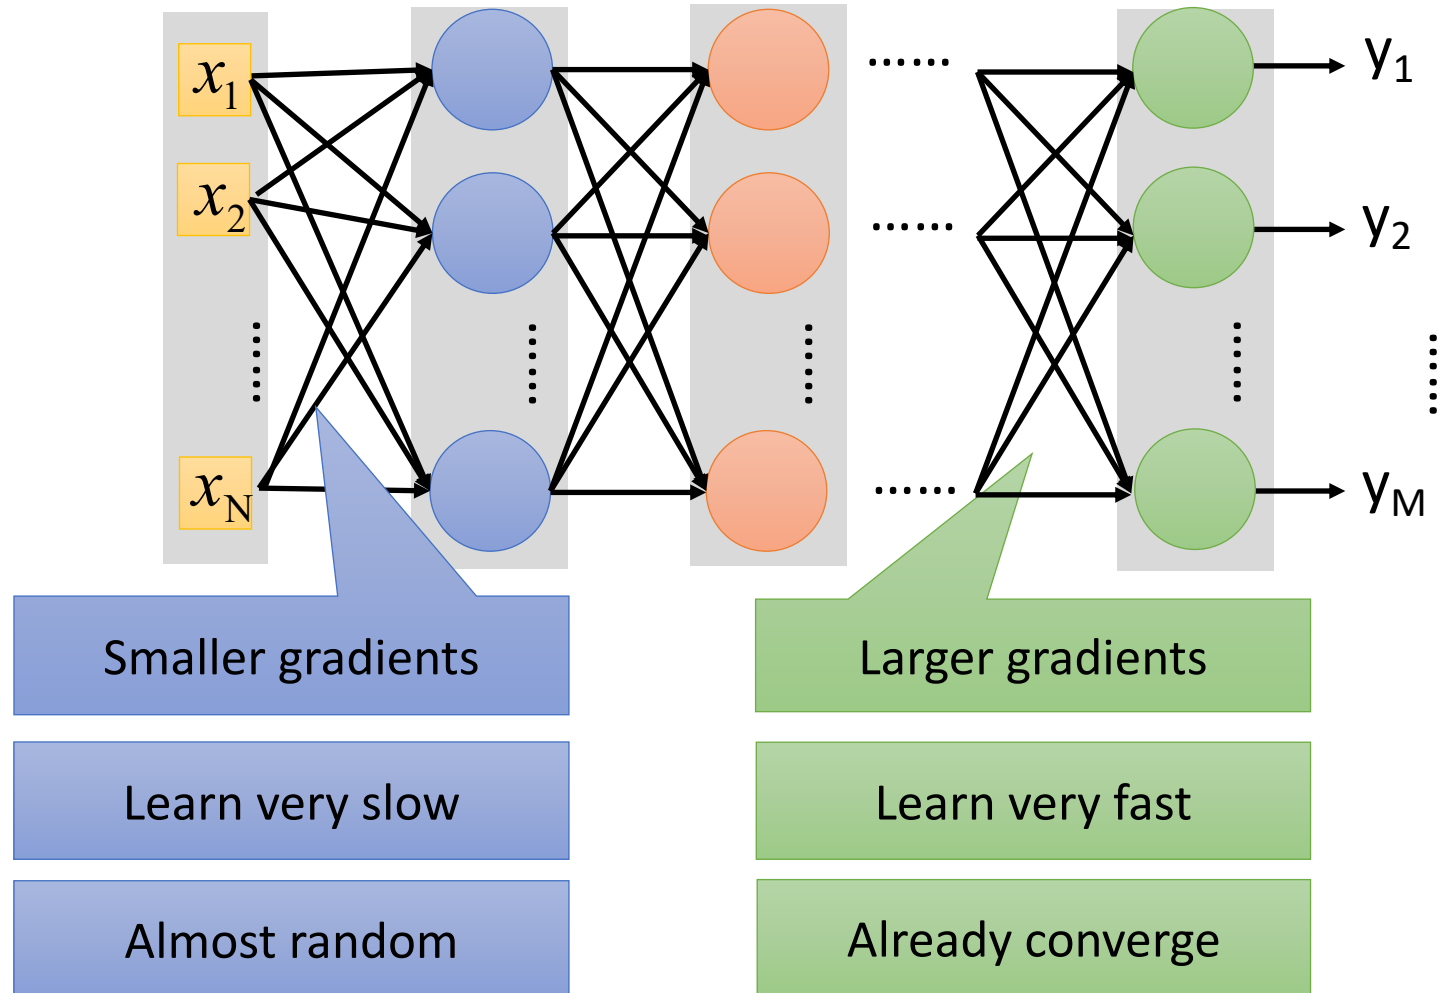 x1
x2
xN
......
......
......
y1
y2
yM
Smaller gradients
Larger gradients
Learn very slow
Learn very fast
Almost random
Already converge